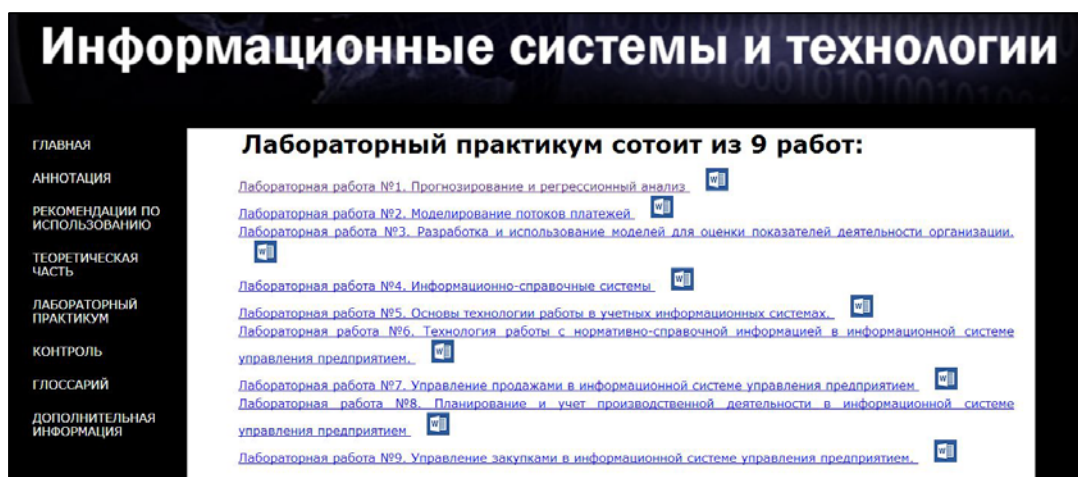 Информационные системы и технологии
ГЛАВНАЯ
АННОТАЦИЯ
РЕКОМЕНДАЦИИ ПО
ИСПОЛЬЗОВАНИЮ
ТЕОРЕТИЧЕСКАЯ
ЧАСТЬ
ЛАБОРАТОРНЫЙ
ПРАКТИКУМ
КОНТРОЛЬ
ГЛОССАРИЙ
ДОПОЛНИТЕЛЬНАЯ
ИНФОРМАЦИЯ
Лабораторный практикум сотоит из 9 работ:
Лабораторная работа №1. Прогнозирование и регрессионный анализ
Лабораторная работа №2. Моделирование потоков платежей
Лабораторная работа №3. Разработка и использование моделей для оценки показателей деятельности организации.
Лабораторная работа №4. Информационно-справочные системы
Лабораторная работа №5. Основы технологии работы в учетных информационных системах.
Лабораторная работа №6. Технология работы с нормативно-справочной информацией в информационной системе
управления предприятием.
Лабораторная работа №7. Управление продажами в информационной системе управления предприятием
Лабораторная работа №8. Планирование и учет производственной деятельности в информационной системе
управления предприятием
Лабораторная работа №9. Управление закупками в информационной системе управления предприятием.